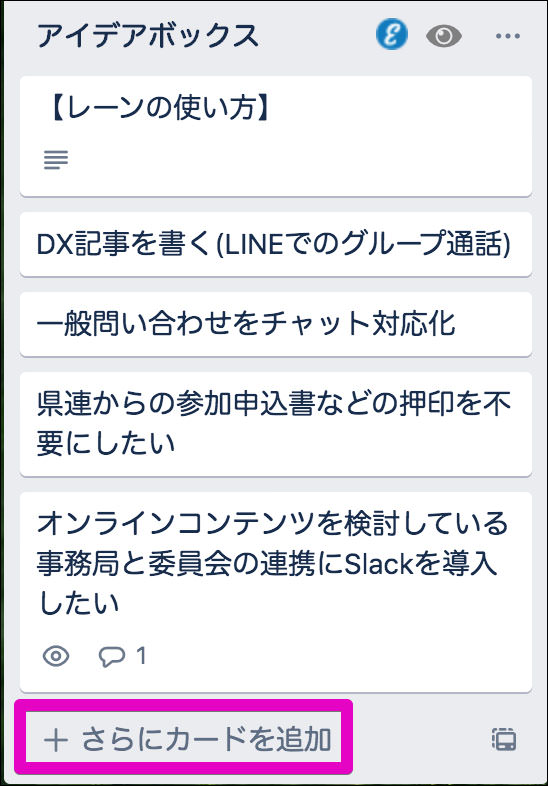 アイデアボックス
【レーンの使い方】
DX記事を書く(LINEでのグループ通話)
一般問い合わせをチャット対応化
県連からの参加申込書などの押印を不
要にしたい
オンラインコンテンツを検討している
事務局と委員会の連携にSlackを導入
したい
1
+ さらにカードを追加